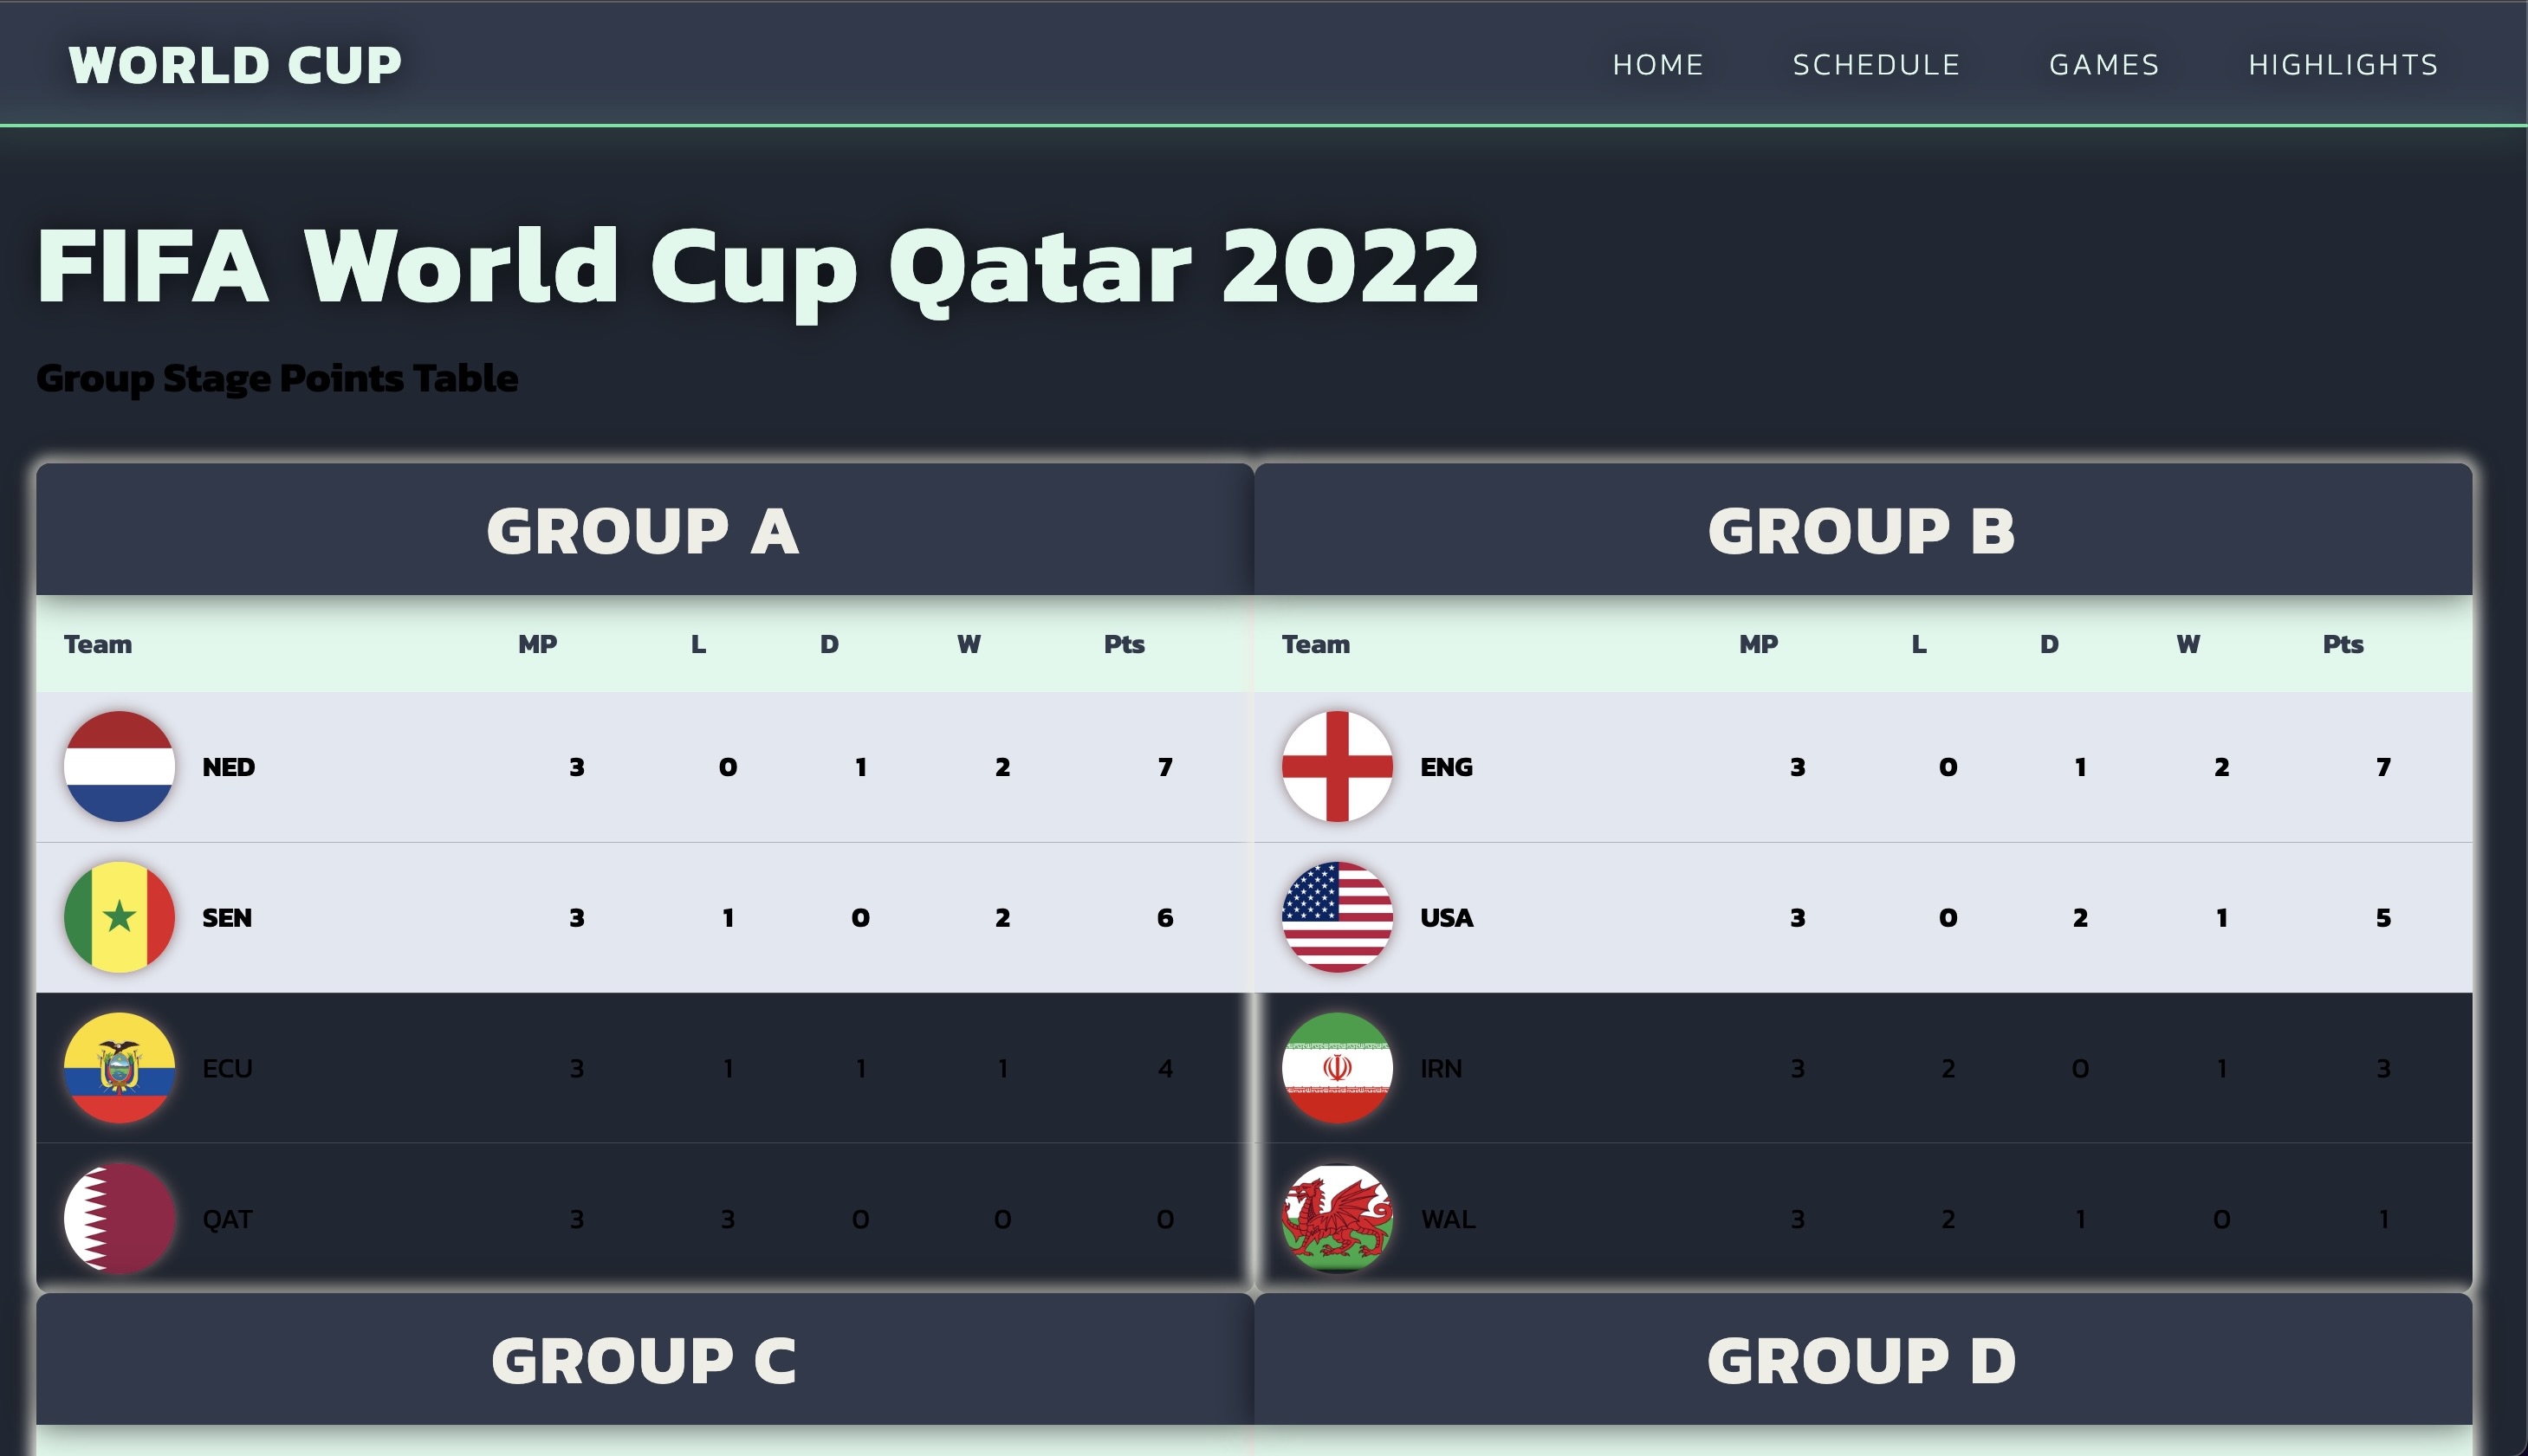 WORLD CUP
HOME SCHEDULE GAMES HIGHLIGHTS
FIFA World Cup Qatar 2022
Group Stage Points Table
GROUP A
Team MP L D W Pts
NED 3 0 1 2 7
SEN 3 1 0 2 6
ECU 3 1 1 1 4
QAT 3 3 0 0 0
GROUP B
Team MP L D W Pts
ENG 3 0 1 2 7
USA 3 0 2 1 5
IRN 3 2 0 1 3
WAL 3 2 1 0 1
GROUP C
GROUP D